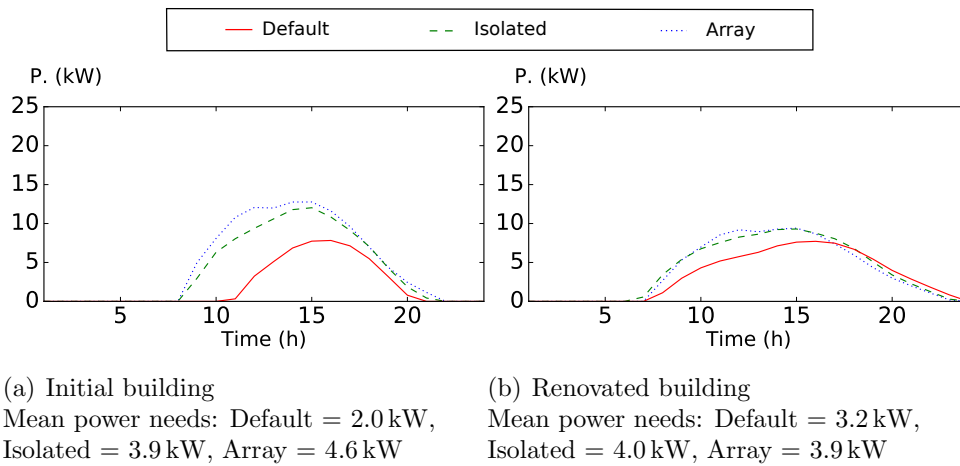 Default Isolated Array
P. (kW) P. (kW)
25 25
20 20
15 15
10 10
5 5
0 0
5 10 15 20 5 10 15 20
Time (h) Time (h)
(a) Initial building
Mean power needs: Default = 2.0 kW,
Isolated = 3.9 kW, Array = 4.6 kW
(b) Renovated building
Mean power needs: Default = 3.2 kW,
Isolated = 4.0 kW, Array = 3.9 kW